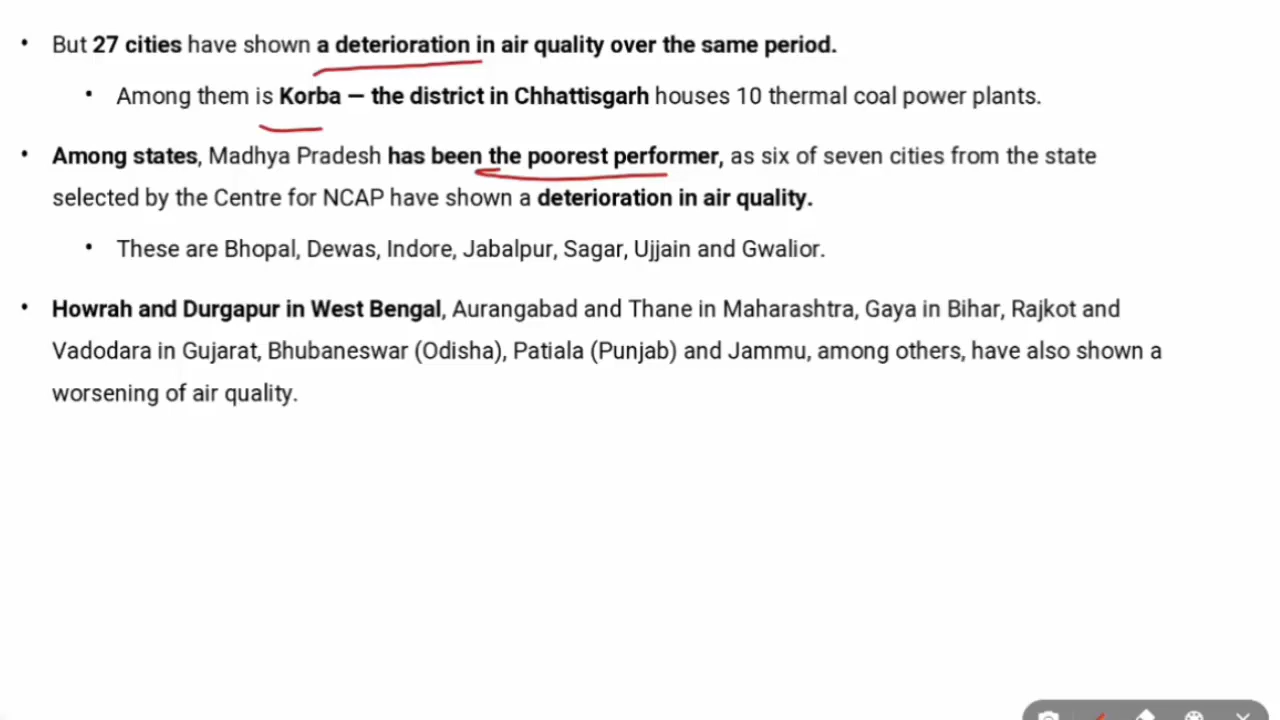 • But 27 cities have shown a deterioration in air quality over the same period.
• Among them is Korba – the district in Chhattisgarh houses 10 thermal coal power plants.
• Among states, Madhya Pradesh has been the poorest performer, as six of seven cities from the state
selected by the Centre for NCAP have shown a deterioration in air quality.
• These are Bhopal, Dewas, Indore, Jabalpur, Sagar, Ujjain and Gwalior.
• Howrah and Durgapur in West Bengal, Aurangabad and Thane in Maharashtra, Gaya in Bihar, Rajkot and
Vadodara in Gujarat, Bhubaneswar (Odisha), Patiala (Punjab) and Jammu, among others, have also shown a
worsening of air quality.